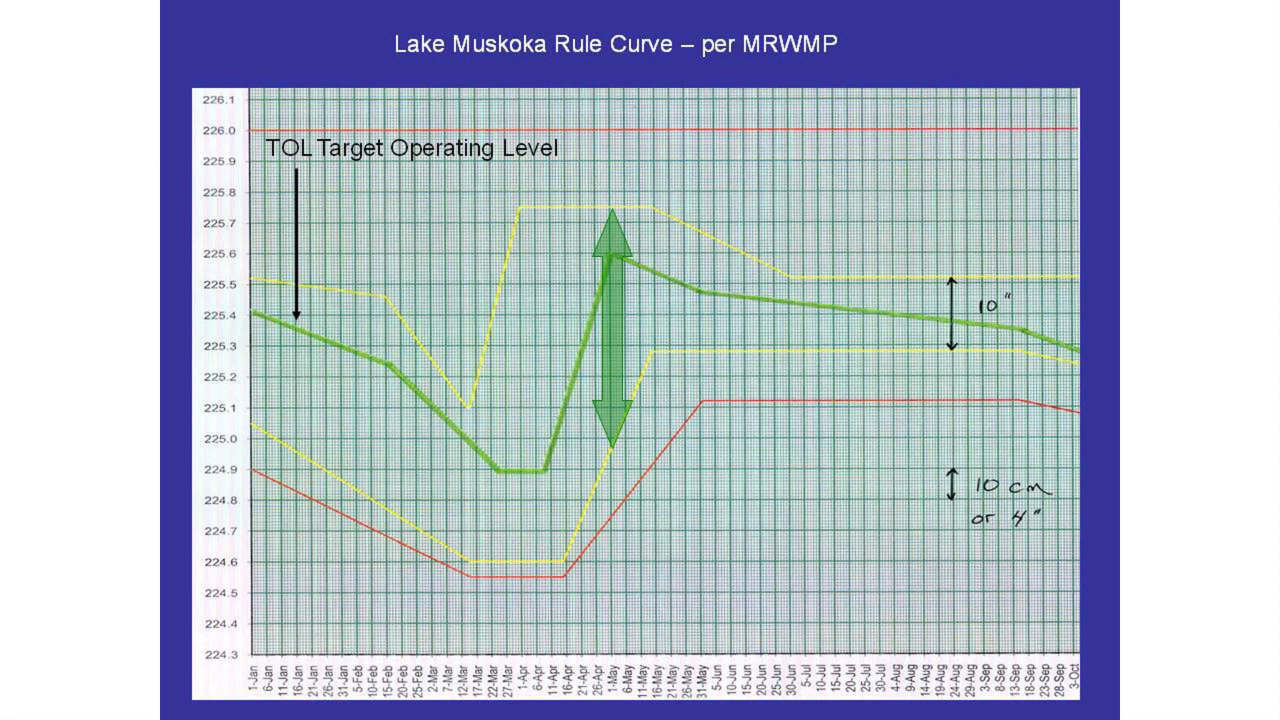 Lake Muskoka Rule Curve – per MRWMP
226.1
226.0
TOL Target Operating Level
225.9
225.8
225.7
225.6
225.5
10"
225.4
225.3
225.2
225.1
225.0
224.9
10 cm
224.8
or 4"
224.7
224.6
224.5
224.4
224.3
1-Jan
6-Jan
11-Jan
16-Jan
21-Jan
26-Jan
31-Jan
5-Feb
10-Feb
15-Feb
20-Feb
25-Feb
2-Mar
7-Mar
12-Mar
17-Mar
22-Mar
27-Mar
1-Apr
6-Apr
11-Apr
16-Apr
21-Apr
26-Apr
1-May
6-May
11-May
16-May
21-May
26-May
31-May
5-Jun
10-Jun
15-Jun
20-Jun
25-Jun
30-Jun
5-Jul
10-Jul
15-Jul
20-Jul
25-Jul
30-Jul
4-Aug
9-Aug
14-Aug
19-Aug
24-Aug
29-Aug
3-Sep
8-Sep
13-Sep
18-Sep
23-Sep
28-Sep
3-Oct